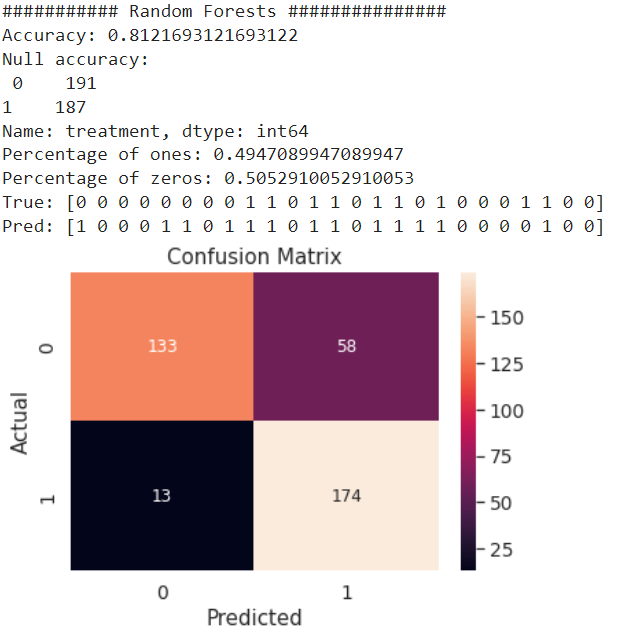 ########### Random Forests ###############
Accuracy: 0.8121693121693122
Null accuracy:
0    191
1    187
Name: treatment, dtype: int64
Percentage of ones: 0.4947089947089947
Percentage of zeros: 0.5052910052910053
True: [0 0 0 0 0 0 0 0 1 1 0 1 1 0 1 1 0 1 0 0 0 1 1 0 0]
Pred: [1 0 0 0 1 1 0 1 1 1 0 1 1 0 1 1 1 1 0 0 0 0 1 0 0]
Confusion Matrix
133 58
13 174
0
1
Actual
0 1
Predicted
150
125
100
75
50
25